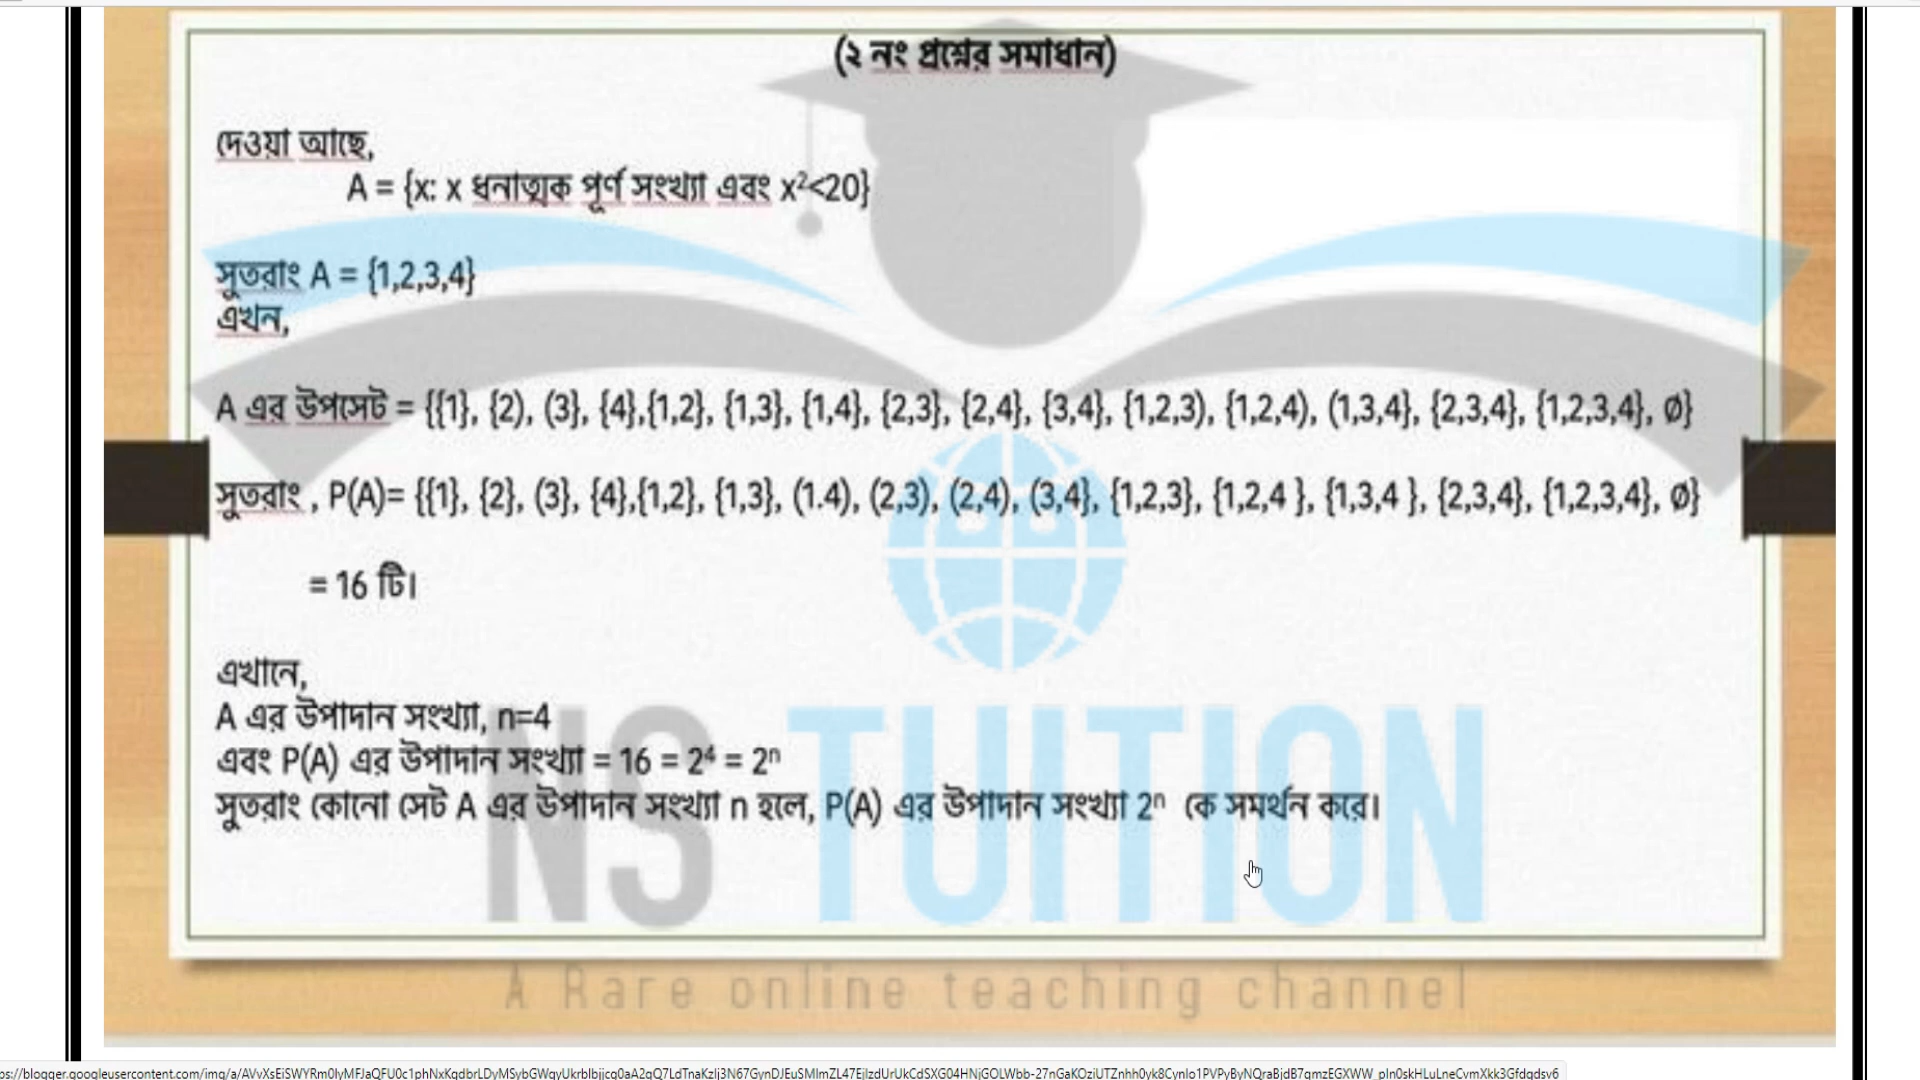 (২ নং প্রশ্নের সমাধান)
দেওয়া আছে,
A = {x: x ধনাত্মক পূর্ণ সংখ্যা এবং x²<20}
সুতরাং A = {1,2,3,4}
এখন,
A এর উপসেট = {{1}, {2), (3}, {4},{1,2}, {1,3}, {1,4}, {2,3}, {2,4}, {3,4}, {1,2,3), {1,2,4), (1,3,4}, {2,3,4}, {1,2,3,4}, ∅}
সুতরাং , P(A)= {{1}, {2}, (3}, {4},{1,2}, {1,3}, (1.4), (2,3), (2,4), (3,4}, {1,2,3}, {1,2,4 }, {1,3,4 }, {2,3,4}, {1,2,3,4}, ∅}
= 16 টি।
এখানে,
A এর উপাদান সংখ্যা, n=4
এবং P(A) এর উপাদান সংখ্যা = 16 = 2⁴ = 2ⁿ
সুতরাং কোনো সেট A এর উপাদান সংখ্যা n হলে, P(A) এর উপাদান সংখ্যা 2ⁿ কে সমর্থন করে।
NS TUITION
A Rare online teaching channel